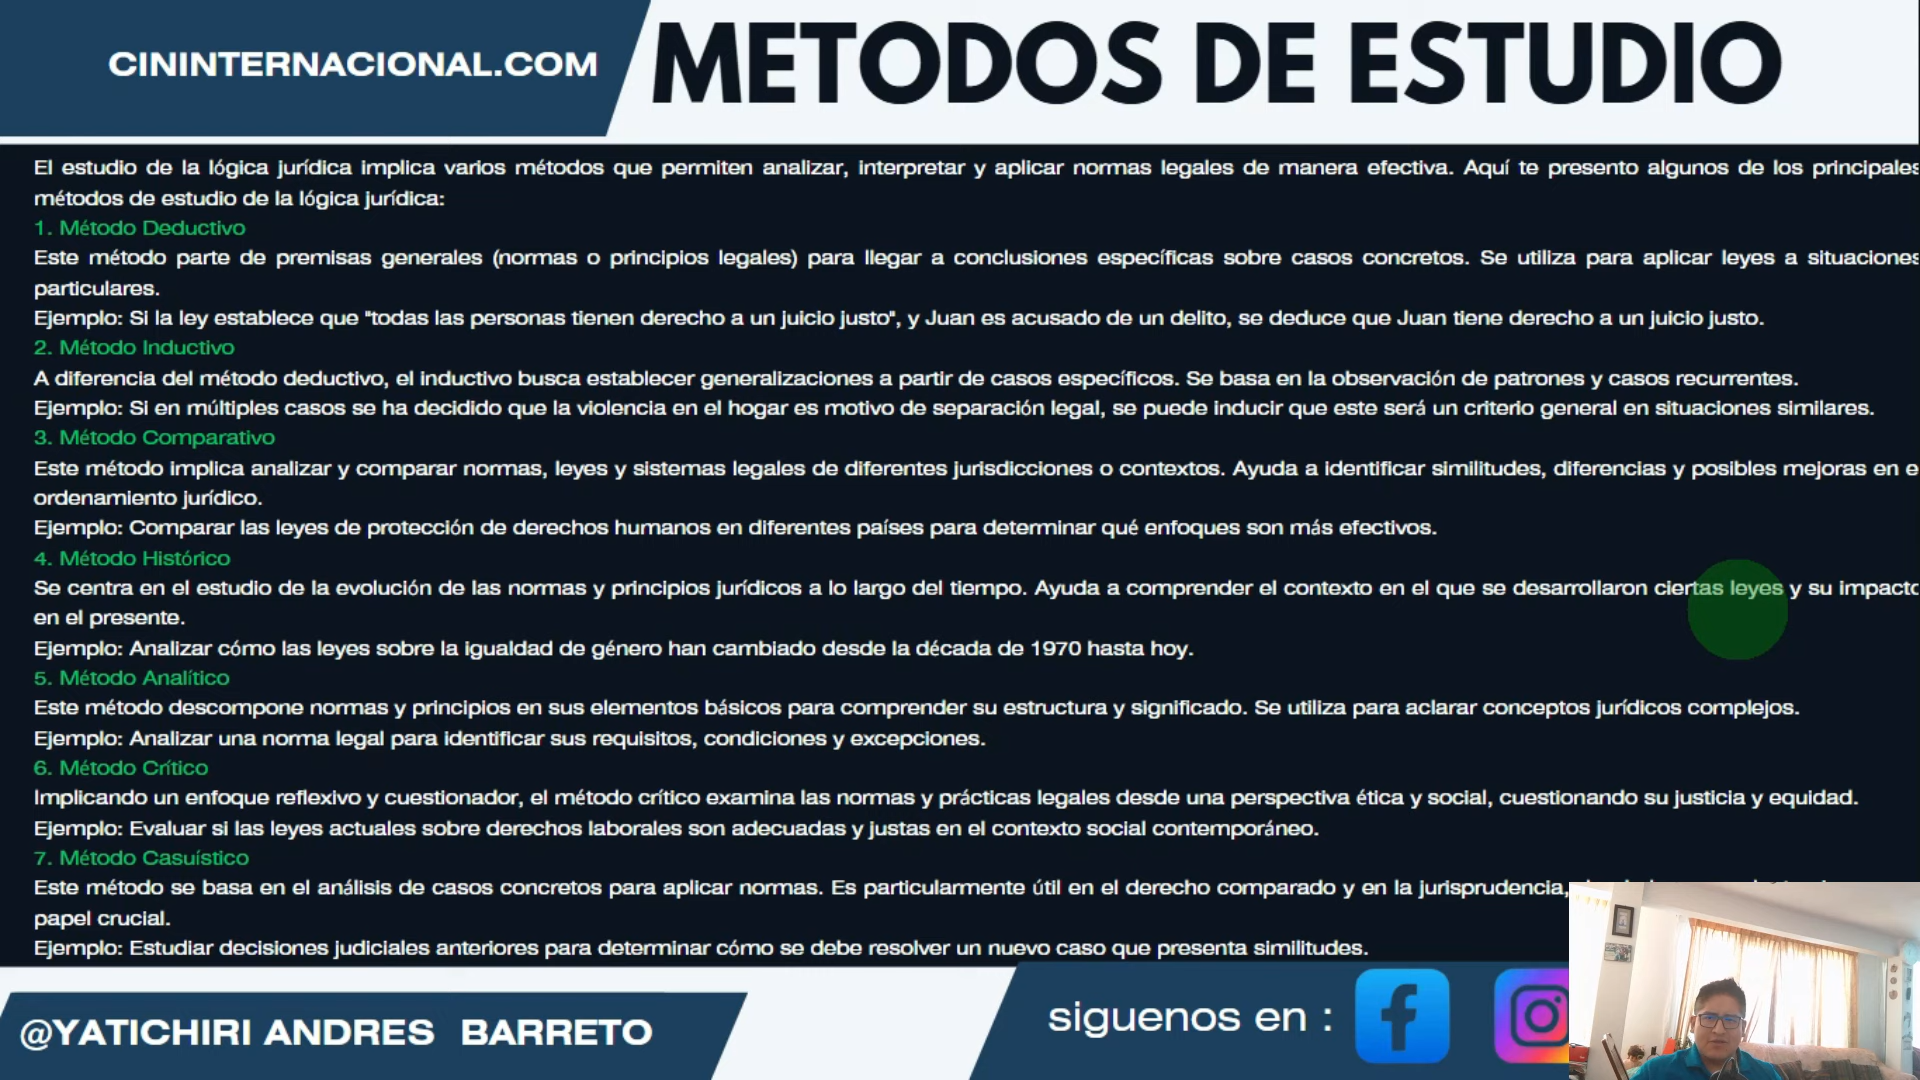 CININTERNACIONAL.COM
METODOS DE ESTUDIO
El estudio de la lógica jurídica implica varios métodos que permiten analizar, interpretar y aplicar normas legales de manera efectiva. Aquí te presento algunos de los principales
métodos de estudio de la lógica jurídica:
1. Método Deductivo
Este método parte de premisas generales (normas o principios legales) para llegar a conclusiones específicas sobre casos concretos. Se utiliza para aplicar leyes a situaciones
particulares.
Ejemplo: Si la ley establece que "todas las personas tienen derecho a un juicio justo", y Juan es acusado de un delito, se deduce que Juan tiene derecho a un juicio justo.
2. Método Inductivo
A diferencia del método deductivo, el inductivo busca establecer generalizaciones a partir de casos específicos. Se basa en la observación de patrones y casos recurrentes.
Ejemplo: Si en múltiples casos se ha decidido que la violencia en el hogar es motivo de separación legal, se puede inducir que este será un criterio general en situaciones similares.
3. Método Comparativo
Este método implica analizar y comparar normas, leyes y sistemas legales de diferentes jurisdicciones o contextos. Ayuda a identificar similitudes, diferencias y posibles mejoras en e
ordenamiento jurídico.
Ejemplo: Comparar las leyes de protección de derechos humanos en diferentes países para determinar qué enfoques son más efectivos.
4. Método Histórico
Se centra en el estudio de la evolución de las normas y principios jurídicos a lo largo del tiempo. Ayuda a comprender el contexto en el que se desarrollaron ciertas leyes y su impacto
en el presente.
Ejemplo: Analizar cómo las leyes sobre la igualdad de género han cambiado desde la década de 1970 hasta hoy.
5. Método Analítico
Este método descompone normas y principios en sus elementos básicos para comprender su estructura y significado. Se utiliza para aclarar conceptos jurídicos complejos.
Ejemplo: Analizar una norma legal para identificar sus requisitos, condiciones y excepciones.
6. Método Crítico
Implicando un enfoque reflexivo y cuestionador, el método crítico examina las normas y prácticas legales desde una perspectiva ética y social, cuestionando su justicia y equidad.
Ejemplo: Evaluar si las leyes actuales sobre derechos laborales son adecuadas y justas en el contexto social contemporáneo.
7. Método Casuístico
Este método se basa en el análisis de casos concretos para aplicar normas. Es particularmente útil en el derecho comparado y en la jurisprudencia,
papel crucial.
Ejemplo: Estudiar decisiones judiciales anteriores para determinar cómo se debe resolver un nuevo caso que presenta similitudes.
@YATICHIRI ANDRES BARRETO
siguenos en :